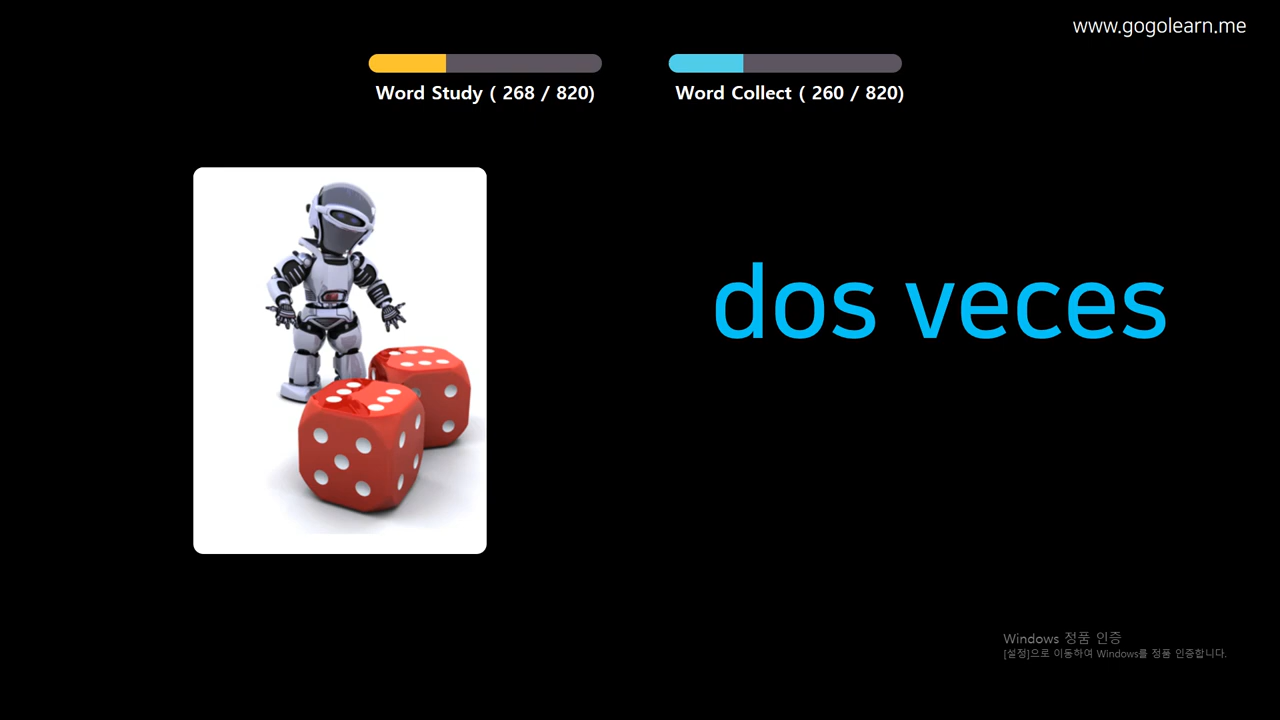 www.gogolearn.me
Word Study ( 268 / 820)
Word Collect ( 260 / 820)
dos veces
Windows 정품 인증
[설정]으로 이동하여 Windows를 정품 인증합니다.